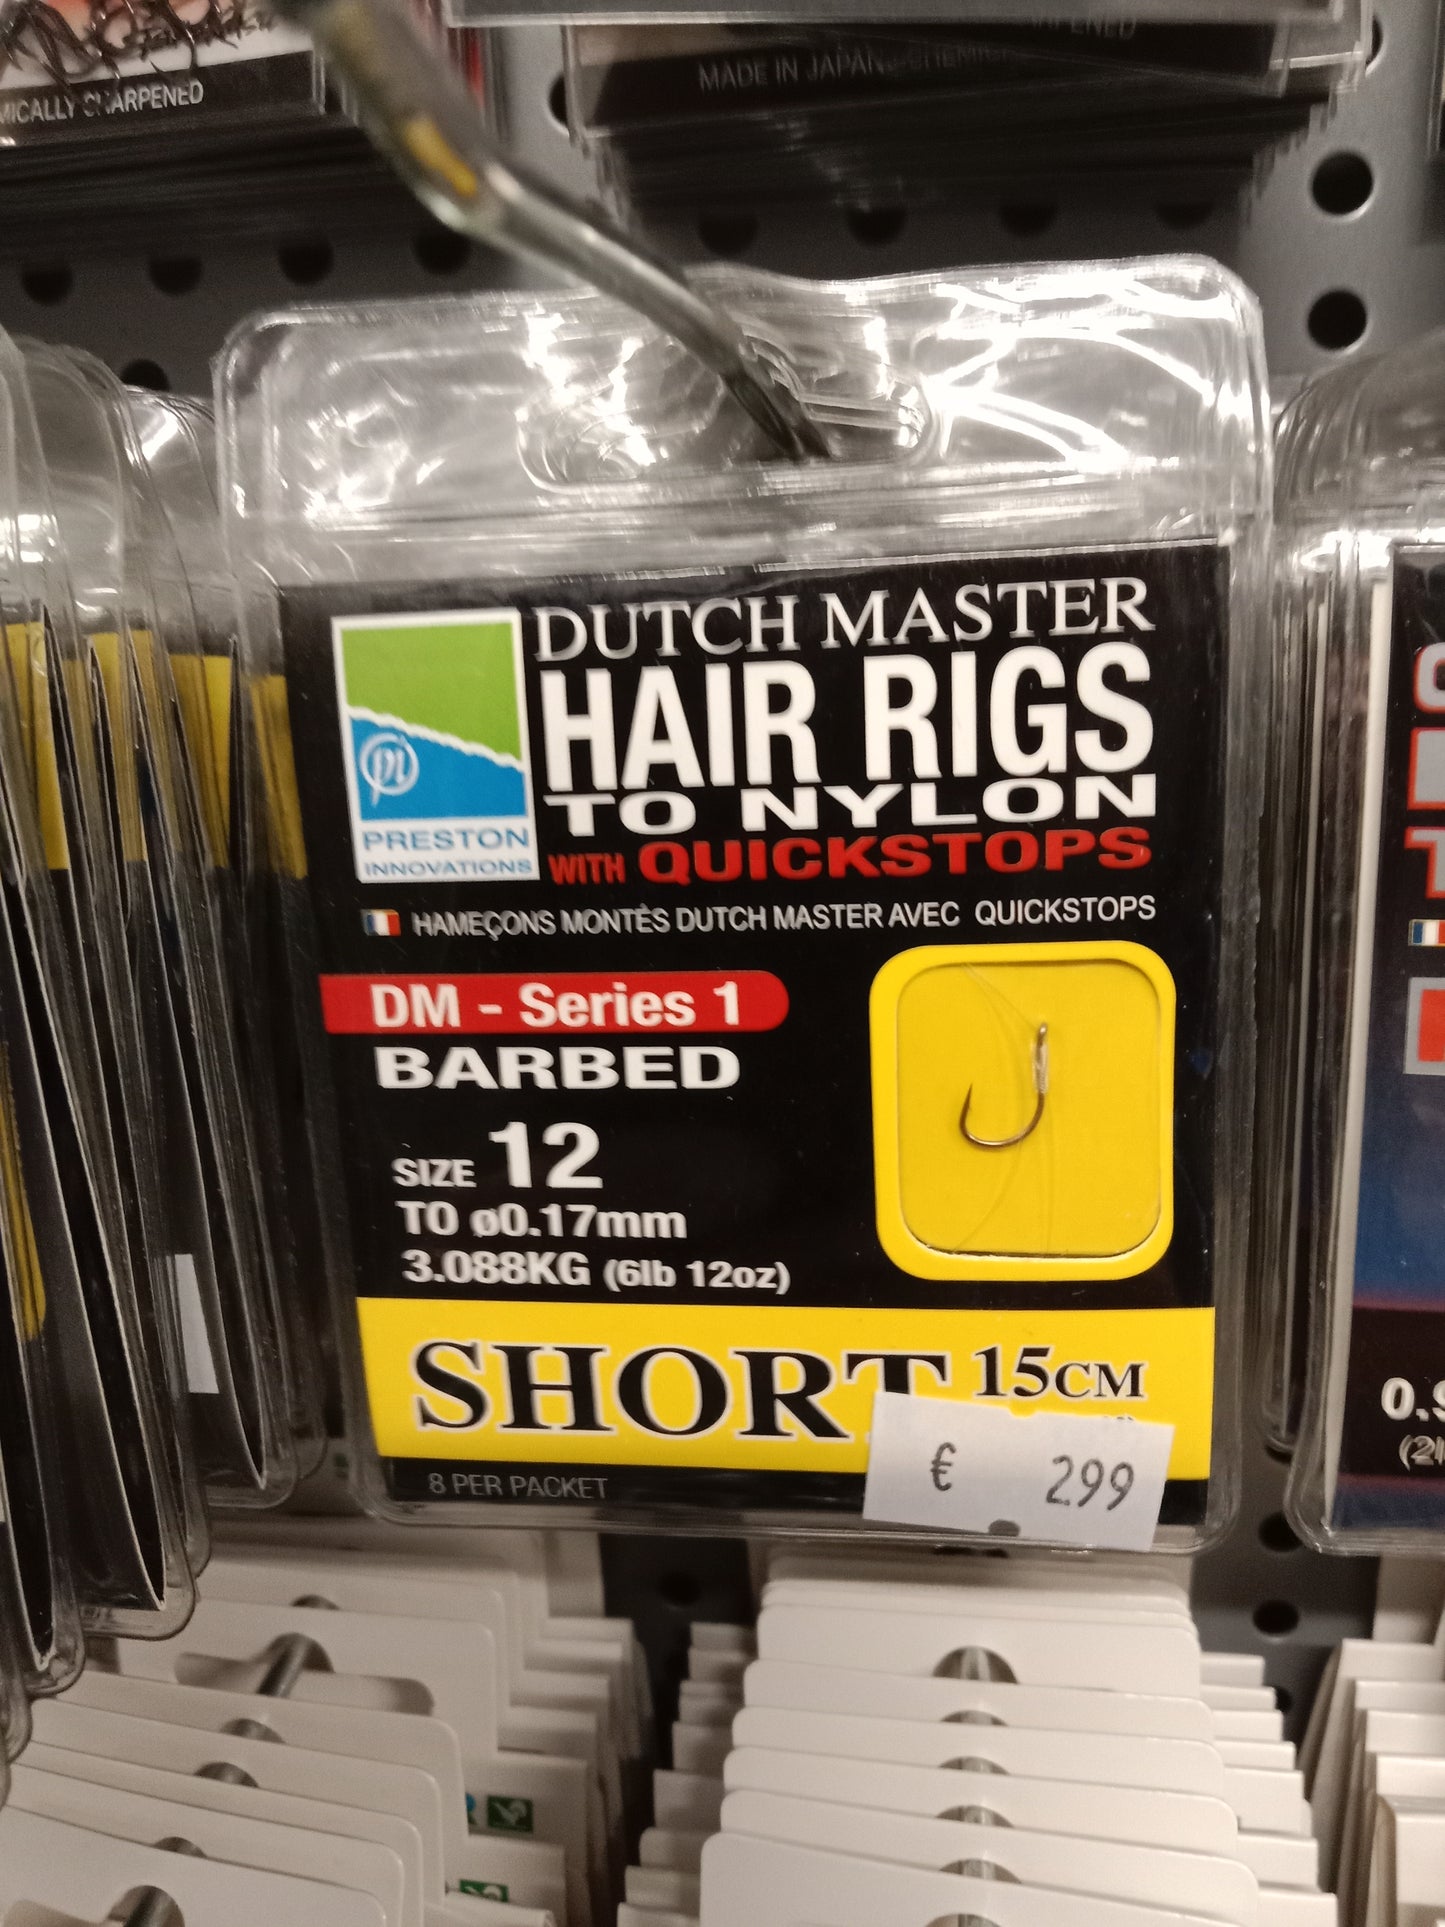 MICALLY SHARPENED
MADE IN JAPAN
DUTCH MASTER
HAIR RIGS
TO NYLON
WITH QUICKSTOPS
pi
PRESTON
INNOVATIONS
HAMEÇONS MONTÈS DUTCH MASTER AVEC QUICKSTOPS
DM - Series 1
BARBED
SIZE 12
TO ø0.17mm
3.088KG (6lb 12oz)
SHORT 15CM
8 PER PACKET
€ 299